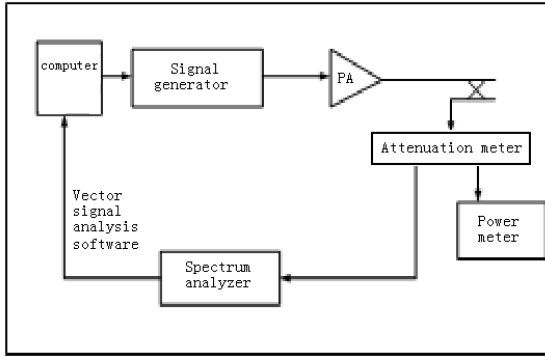 computer
Signal
generator
PA
Attenuation meter
Vector
signal
analysis
software
Power
meter
Spectrum
analyzer